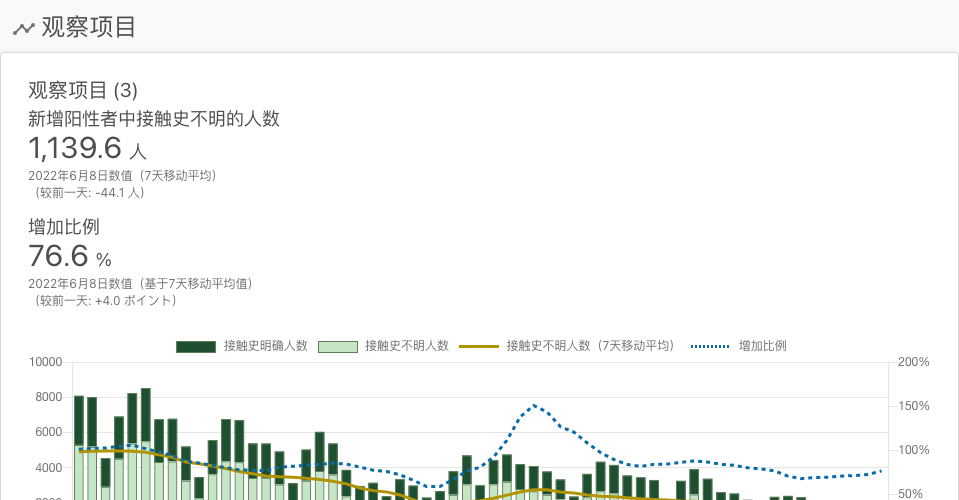 观察项目
观察项目 (3)
新增阳性者中接触史不明的人数
1,139.6 人
2022年6月8日数值（7天移动平均）
（较前一天: -44.1 人）
增加比例
76.6 %
2022年6月8日数值（基于7天移动平均值）
（较前一天: +4.0 ポイント）
接触史明确人数 接触史不明人数 接触史不明人数（7天移动平均） 增加比例
10000 200%
8000
150%
6000
100%
4000
50%